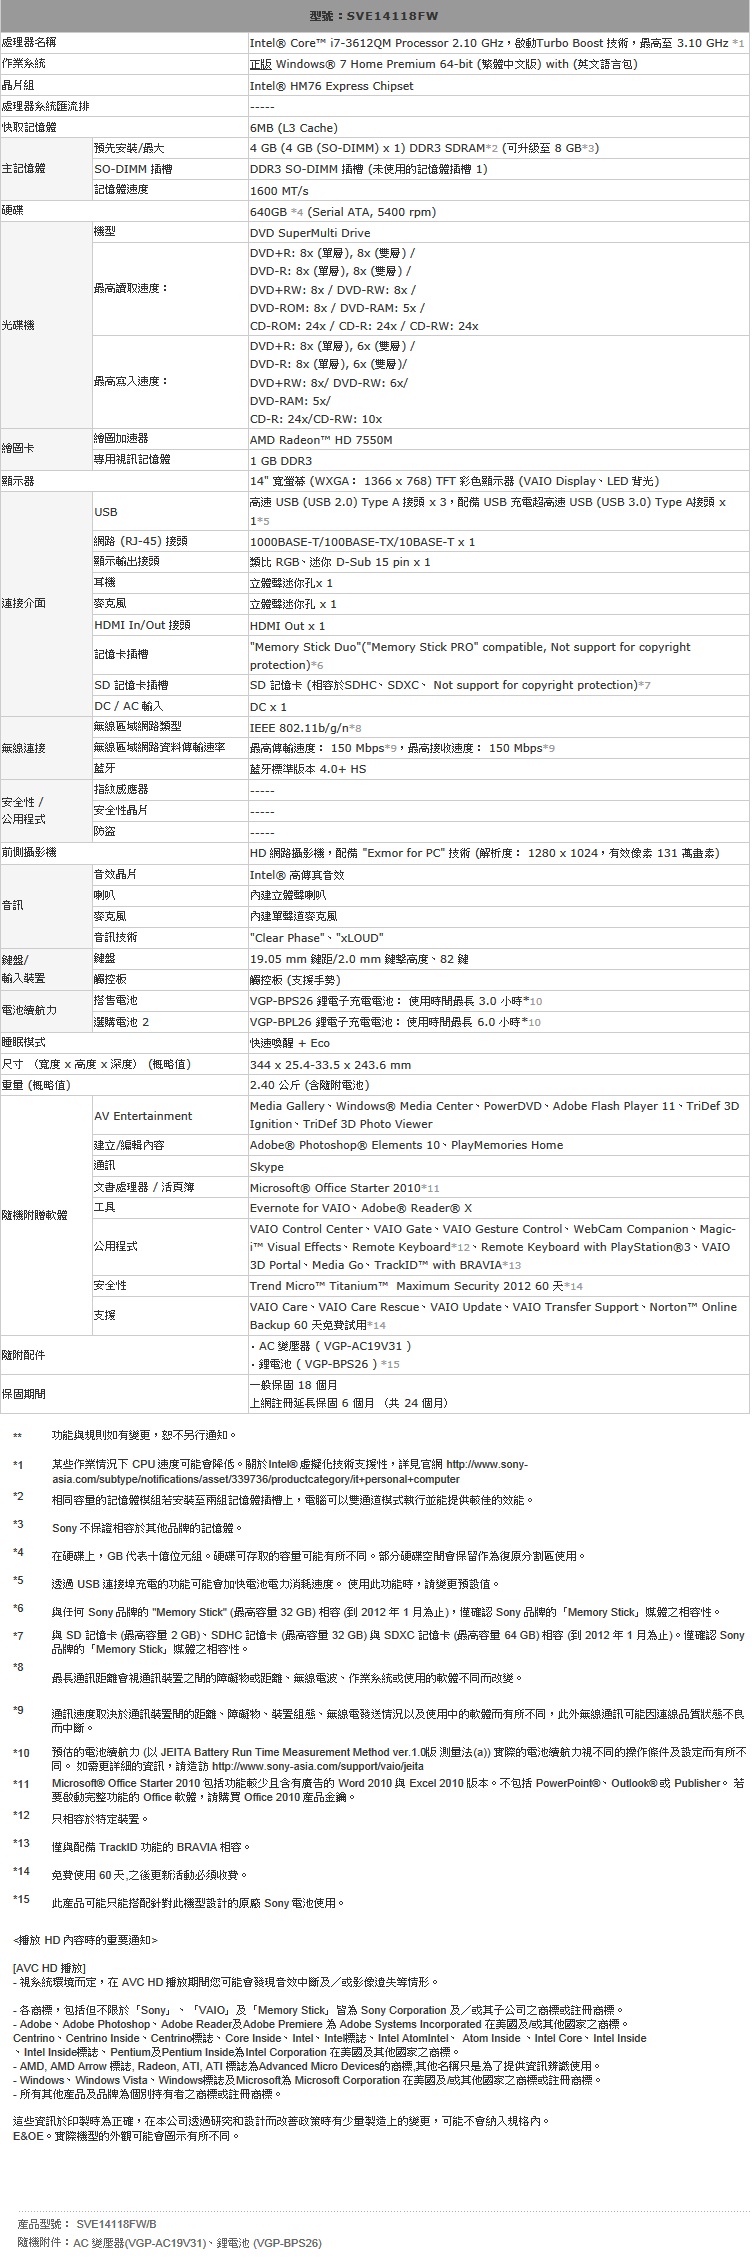 型號：SVE14118FW
處理器名稱 Intel® Core™ i7-3612QM Processor 2.10 GHz，啟動Turbo Boost 技術，最高至 3.10 GHz *1
作業系統 正版 Windows® 7 Home Premium 64-bit (繁體中文版) with (英文語言包)
晶片組 Intel® HM76 Express Chipset
處理器系統匯流排 -----
快取記憶體 6MB (L3 Cache)
主記憶體
預先安裝/最大 4 GB (4 GB (SO-DIMM) x 1) DDR3 SDRAM*2 (可升級至 8 GB*3)
SO-DIMM 插槽 DDR3 SO-DIMM 插槽 (未使用的記憶體插槽 1)
記憶體速度 1600 MT/s
硬碟 640GB *4 (Serial ATA, 5400 rpm)
光碟機
機型 DVD SuperMulti Drive
最高讀取速度：
DVD+R: 8x (單層), 8x (雙層) /
DVD-R: 8x (單層), 8x (雙層) /
DVD+RW: 8x / DVD-RW: 8x /
DVD-ROM: 8x / DVD-RAM: 5x /
CD-ROM: 24x / CD-R: 24x / CD-RW: 24x
最高寫入速度：
DVD+R: 8x (單層), 6x (雙層) /
DVD-R: 8x (單層), 6x (雙層)/
DVD+RW: 8x/ DVD-RW: 6x/
DVD-RAM: 5x/
CD-R: 24x/CD-RW: 10x
繪圖卡
繪圖加速器 AMD Radeon™ HD 7550M
專用視訊記憶體 1 GB DDR3
顯示器 14" 寬螢幕 (WXGA： 1366 x 768) TFT 彩色顯示器 (VAIO Display、LED 背光)
連接介面
USB 高速 USB (USB 2.0) Type A 接頭 x 3，配備 USB 充電超高速 USB (USB 3.0) Type A接頭 x
1*5
網路 (RJ-45) 接頭 1000BASE-T/100BASE-TX/10BASE-T x 1
顯示輸出接頭 類比 RGB、迷你 D-Sub 15 pin x 1
耳機 立體聲迷你孔x 1
麥克風 立體聲迷你孔 x 1
HDMI In/Out 接頭 HDMI Out x 1
記憶卡插槽 "Memory Stick Duo"("Memory Stick PRO" compatible, Not support for copyright
protection)*6
SD 記憶卡插槽 SD 記憶卡 (相容於SDHC、SDXC、 Not support for copyright protection)*7
DC / AC 輸入 DC x 1
無線連接
無線區域網路類型 IEEE 802.11b/g/n*8
無線區域網路資料傳輸速率 最高傳輸速度： 150 Mbps*9，最高接收速度： 150 Mbps*9
藍牙 藍牙標準版本 4.0+ HS
安全性 /
公用程式
指紋感應器 -----
安全性晶片 -----
防盜 -----
前側攝影機 HD 網路攝影機，配備 "Exmor for PC" 技術 (解析度： 1280 x 1024，有效像素 131 萬畫素)
音訊
音效晶片 Intel® 高傳真音效
喇叭 內建立體聲喇叭
麥克風 內建單聲道麥克風
音訊技術 "Clear Phase"、"xLOUD"
鍵盤/
輸入裝置
鍵盤 19.05 mm 鍵距/2.0 mm 鍵擊高度、82 鍵
觸控板 觸控板 (支援手勢)
電池續航力
搭售電池 VGP-BPS26 鋰電子充電電池： 使用時間最長 3.0 小時*10
選購電池 2 VGP-BPL26 鋰電子充電電池： 使用時間最長 6.0 小時*10
睡眠模式 快速喚醒 + Eco
尺寸 （寬度 x 高度 x 深度） (概略值) 344 x 25.4-33.5 x 243.6 mm
重量 (概略值) 2.40 公斤 (含隨附電池)
隨機附贈軟體
AV Entertainment Media Gallery、Windows® Media Center、PowerDVD、Adobe Flash Player 11、TriDef 3D
Ignition、TriDef 3D Photo Viewer
建立/編輯內容 Adobe® Photoshop® Elements 10、PlayMemories Home
通訊 Skype
文書處理器 / 活頁簿 Microsoft® Office Starter 2010*11
工具 Evernote for VAIO、Adobe® Reader® X
公用程式 VAIO Control Center、VAIO Gate、VAIO Gesture Control、WebCam Companion、Magic-
i™ Visual Effects、Remote Keyboard*12、Remote Keyboard with PlayStation®3、VAIO
3D Portal、Media Go、TrackID™ with BRAVIA*13
安全性 Trend Micro™ Titanium™ Maximum Security 2012 60 天*14
支援 VAIO Care、VAIO Care Rescue、VAIO Update、VAIO Transfer Support、Norton™ Online
Backup 60 天免費試用*14
隨附配件
· AC 變壓器 ( VGP-AC19V31 )
· 鋰電池 ( VGP-BPS26 ) *15
保固期間
一般保固 18 個月
上網註冊延長保固 6 個月 （共 24 個月）
** 功能與規則如有變更，恕不另行通知。
*1 某些作業情況下 CPU 速度可能會降低。關於Intel® 虛擬化技術支援性，詳見官網 http://www.sony-
asia.com/subtype/notifications/asset/339736/productcategory/it+personal+computer
*2 相同容量的記憶體模組若安裝至兩組記憶體插槽上，電腦可以雙通道模式執行並能提供較佳的效能。
*3 Sony 不保證相容於其他品牌的記憶體。
*4 在硬碟上，GB 代表十億位元組。硬碟可存取的容量可能有所不同。部分硬碟空間會保留作為復原分割區使用。
*5 透過 USB 連接埠充電的功能可能會加快電池電力消耗速度。 使用此功能時，請變更預設值。
*6 與任何 Sony 品牌的 "Memory Stick" (最高容量 32 GB) 相容 (到 2012 年 1 月為止)，僅確認 Sony 品牌的「Memory Stick」媒體之相容性。
*7 與 SD 記憶卡 (最高容量 2 GB)、SDHC 記憶卡 (最高容量 32 GB) 與 SDXC 記憶卡 (最高容量 64 GB) 相容 (到 2012 年 1 月為止)。僅確認 Sony
品牌的「Memory Stick」媒體之相容性。
*8 最長通訊距離會視通訊裝置之間的障礙物或距離、無線電波、作業系統或使用的軟體不同而改變。
*9 通訊速度取決於通訊裝置間的距離、障礙物、裝置組態、無線電發送情況以及使用中的軟體而有所不同，此外無線通訊可能因連線品質狀態不良
而中斷。
*10 預估的電池續航力 (以 JEITA Battery Run Time Measurement Method ver.1.0版 測量法(a)) 實際的電池續航力視不同的操作條件及設定而有所不
同。 如需更詳細的資訊，請造訪 http://www.sony-asia.com/support/vaio/jeita
*11 Microsoft® Office Starter 2010 包括功能較少且含有廣告的 Word 2010 與 Excel 2010 版本。不包括 PowerPoint®、Outlook® 或 Publisher。 若
要啟動完整功能的 Office 軟體，請購買 Office 2010 產品金鑰。
*12 只相容於特定裝置。
*13 僅與配備 TrackID 功能的 BRAVIA 相容。
*14 免費使用 60 天,之後更新活動必須收費。
*15 此產品可能只能搭配針對此機型設計的原廠 Sony 電池使用。
<播放 HD 內容時的重要通知>
[AVC HD 播放]
- 視系統環境而定，在 AVC HD 播放期間您可能會發現音效中斷及／或影像遺失等情形。
- 各商標，包括但不限於「Sony」、「VAIO」及「Memory Stick」皆為 Sony Corporation 及／或其子公司之商標或註冊商標。
- Adobe、Adobe Photoshop、Adobe Reader及Adobe Premiere 為 Adobe Systems Incorporated 在美國及/或其他國家之商標。
Centrino、Centrino Inside、Centrino標誌、Core Inside、Intel、Intel標誌、Intel AtomIntel、 Atom Inside 、Intel Core、Intel Inside
、Intel Inside標誌、Pentium及Pentium Inside為Intel Corporation 在美國及其他國家之商標。
- AMD, AMD Arrow 標誌, Radeon, ATI, ATI 標誌為Advanced Micro Devices的商標,其他名稱只是為了提供資訊辨識使用。
- Windows、Windows Vista、Windows標誌及Microsoft為 Microsoft Corporation 在美國及/或其他國家之商標或註冊商標。
- 所有其他產品及品牌為個別持有者之商標或註冊商標。
這些資訊於印製時為正確，在本公司透過研究和設計而改善政策時有少量製造上的變更，可能不會納入規格內。
E&OE。實際機型的外觀可能會圖示有所不同。
產品型號： SVE14118FW/B
隨機附件：AC 變壓器(VGP-AC19V31)、鋰電池 (VGP-BPS26)